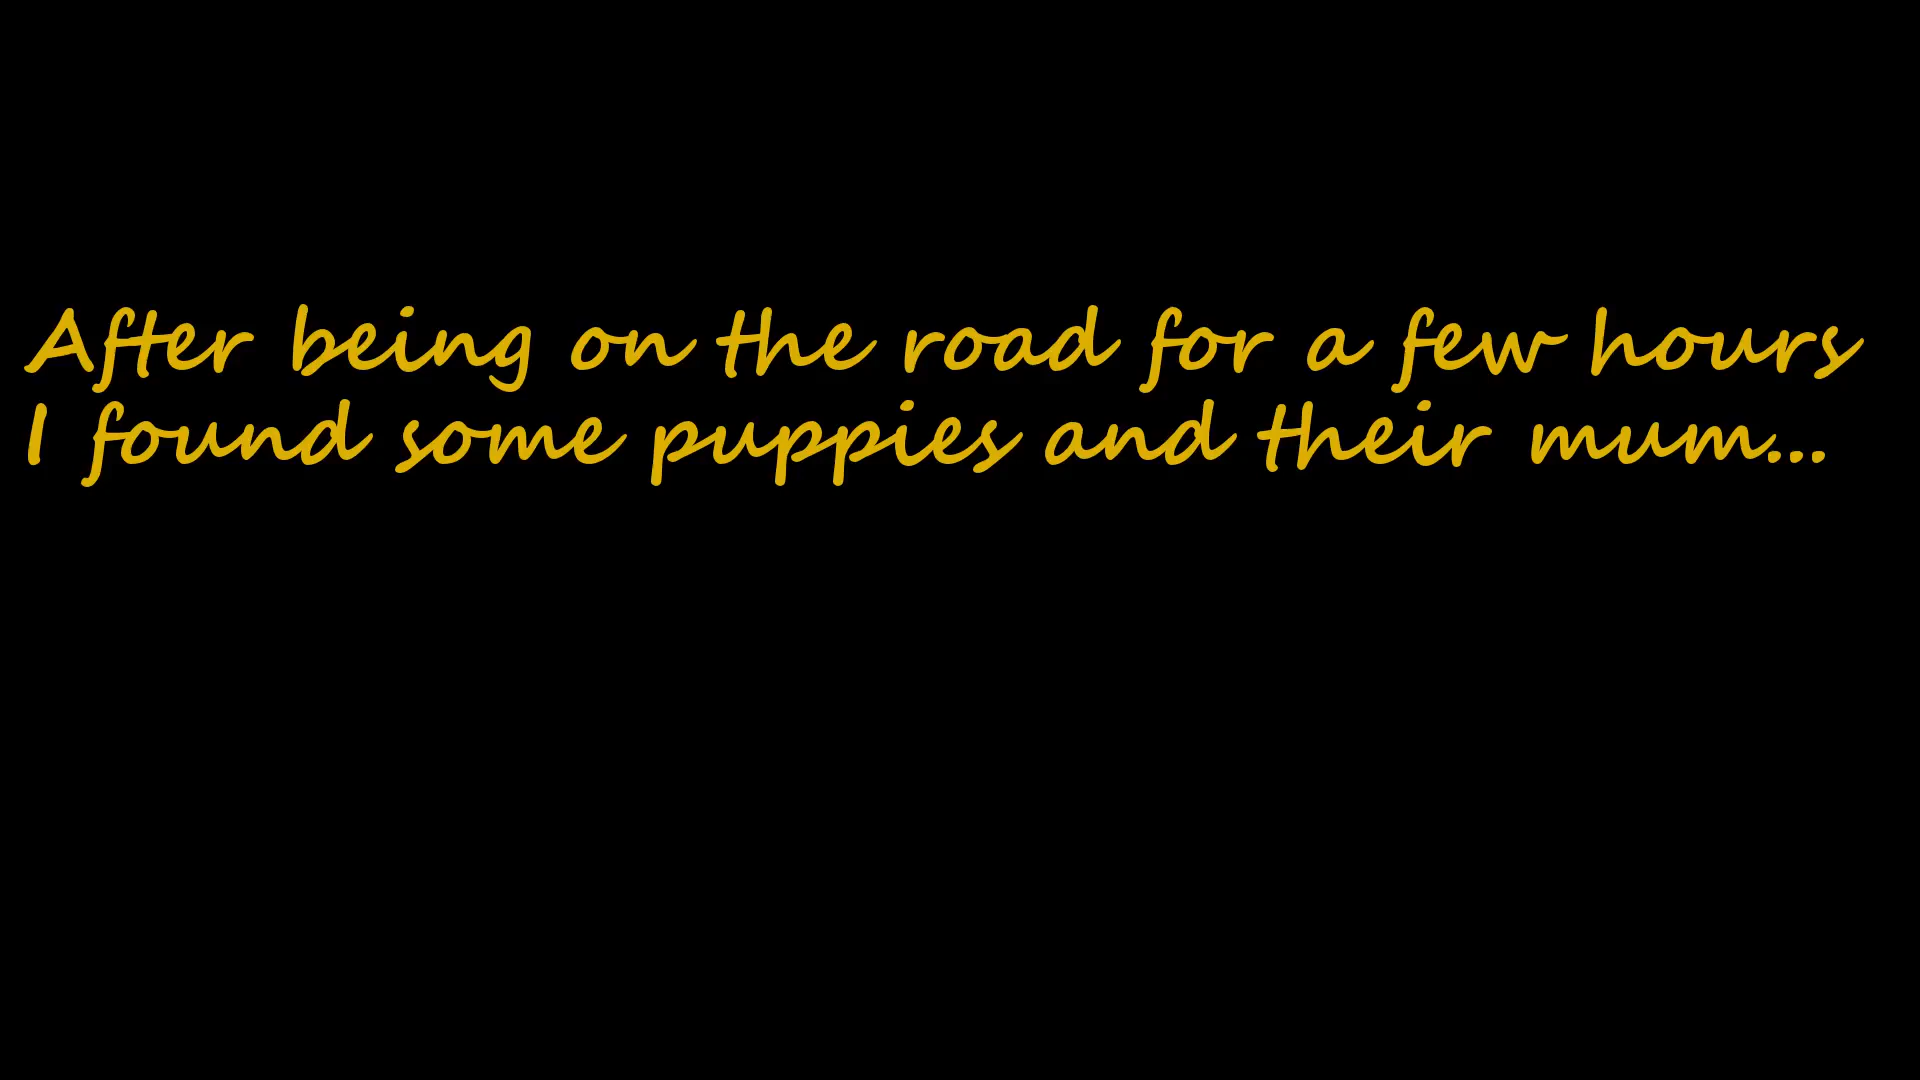 After being on the road for a few hours
I found some puppies and their mum...